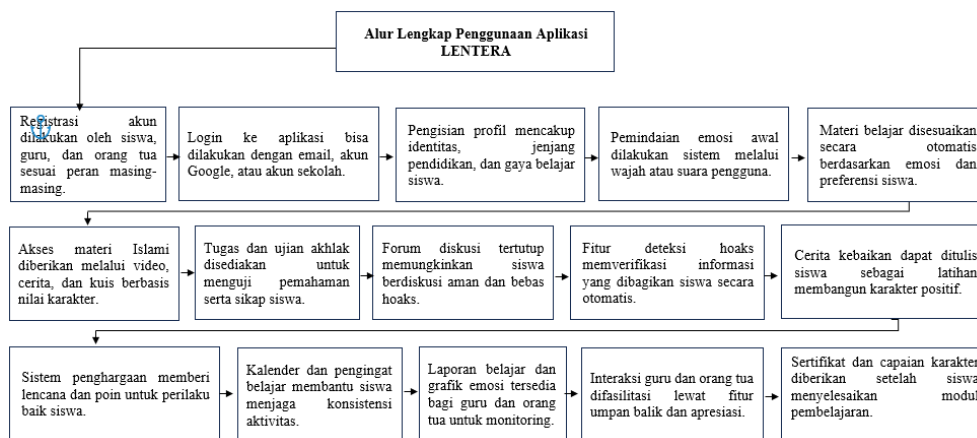 Alur Lengkap Penggunaan Aplikasi
LENTERA
Registrasi akun
dilakukan oleh siswa,
guru, dan orang tua
sesuai peran masing-
masing.
Login ke aplikasi bisa
dilakukan dengan email, akun
Google, atau akun sekolah.
Pengisian profil mencakup
identitas, jenjang
pendidikan, dan gaya belajar
siswa.
Pemindaian emosi awal
dilakukan sistem melalui
wajah atau suara pengguna.
Materi belajar disesuaikan
secara otomatis
berdasarkan emosi dan
preferensi siswa.
Akses materi Islami
diberikan melalui video,
cerita, dan kuis berbasis
nilai karakter.
Tugas dan ujian akhlak
disediakan untuk
menguji pemahaman
serta sikap siswa.
Forum diskusi tertutup
memungkinkan siswa
berdiskusi aman dan bebas
hoaks.
Fitur deteksi hoaks
memverifikasi informasi
yang dibagikan siswa secara
otomatis.
Cerita kebaikan dapat ditulis
siswa sebagai latihan
membangun karakter positif.
Sistem penghargaan memberi
lencana dan poin untuk perilaku
baik siswa.
Kalender dan pengingat
belajar membantu siswa
menjaga konsistensi
aktivitas.
Laporan belajar dan
grafik emosi tersedia
bagi guru dan orang
tua untuk monitoring.
Interaksi guru dan orang tua
difasilitasi lewat fitur
umpan balik dan apresiasi.
Sertifikat dan capaian karakter
diberikan setelah siswa
menyelesaikan modul
pembelajaran.